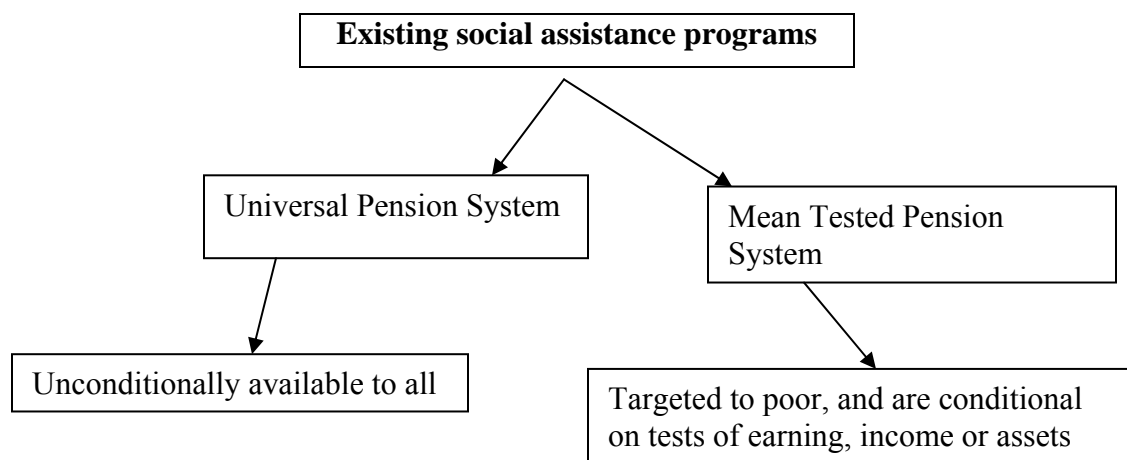 Existing social assistance programs
Universal Pension System
Mean Tested Pension
System
Unconditionally available to all
Targeted to poor, and are conditional
on tests of earning, income or assets